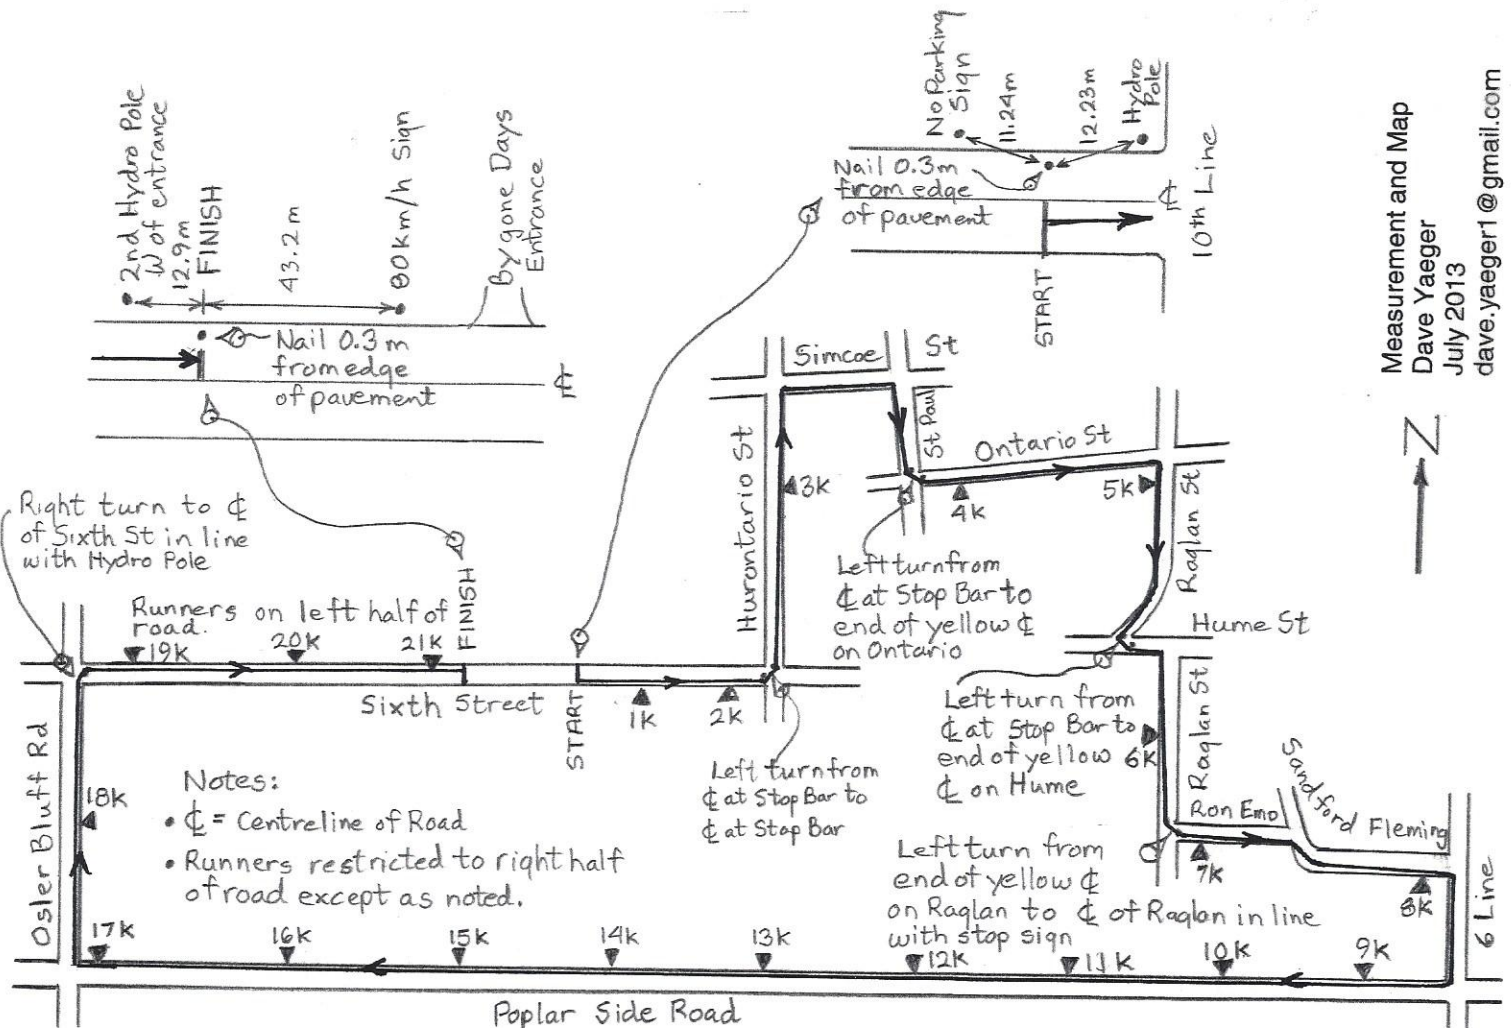 2nd Hydro Pole
W of entrance
12.9m
FINISH
43.2m
80km/h Sign
Bygone Days
Entrance
Nail 0.3m
from edge
of pavement
℄
No Parking
Sign
11.24m
12.23m
Hydro
Pole
Nail 0.3m
from edge
of pavement
℄
10th Line
START
Measurement and Map
Dave Yaeger
July 2013
dave.yaeger1@gmail.com
N
Right turn to ℄
of Sixth St in line
with Hydro Pole
Runners on left half of
road.
19K
20K
21K
FINISH
Sixth Street
START
1K
2K
Hurontario St
3K
Simcoe St
St Paul
Ontario St
4K
5K
Raglan St
Left turn from
℄ at Stop Bar to
end of yellow ℄
on Ontario
Hume St
Left turn from
℄ at Stop Bar to
end of yellow
℄ on Hume
6K
Raglan St
Left turn from
℄ at Stop Bar to
℄ at Stop Bar
Osler Bluff Rd
18K
Notes:
• ℄ = Centreline of Road
• Runners restricted to right half
of road except as noted.
Ron Emo
Sandford Fleming
7K
8K
6 Line
Left turn from
end of yellow ℄
on Raglan to ℄ of Raglan in line
with stop sign
17K
16K
15K
14K
13K
12K
11K
10K
9K
Poplar Side Road